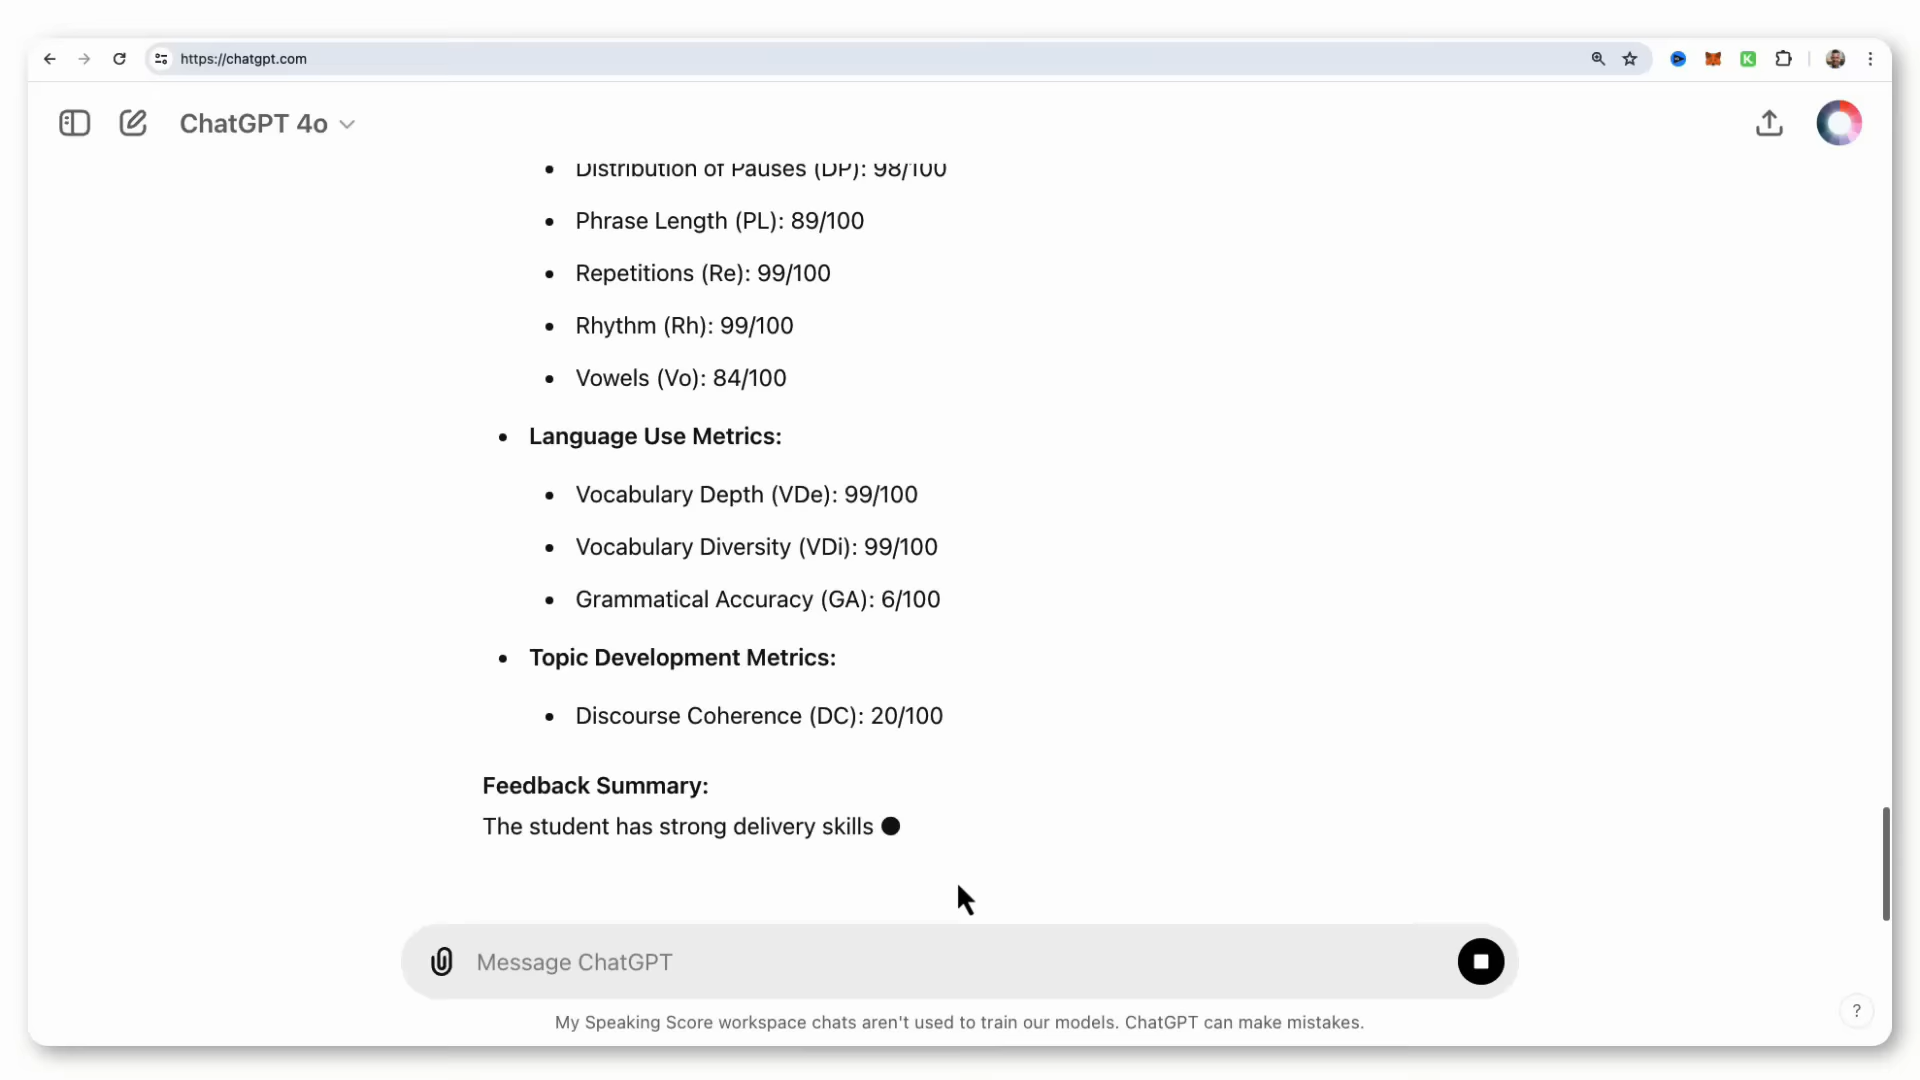 https://chatgpt.com
K
ChatGPT 4o
Distribution of Pauses (DP): 98/100
Phrase Length (PL): 89/100
Repetitions (Re): 99/100
Rhythm (Rh): 99/100
Vowels (Vo): 84/100
Language Use Metrics:
Vocabulary Depth (VDe): 99/100
Vocabulary Diversity (VDi): 99/100
Grammatical Accuracy (GA): 6/100
Topic Development Metrics:
Discourse Coherence (DC): 20/100
Feedback Summary:
The student has strong delivery skills
Message ChatGPT
My Speaking Score workspace chats aren't used to train our models. ChatGPT can make mistakes.
?